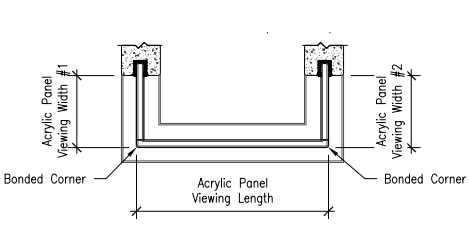 Acrylic Panel
Viewing Width #1
Acrylic Panel
Viewing Width #2
Bonded Corner
Acrylic Panel
Viewing Length
Bonded Corner